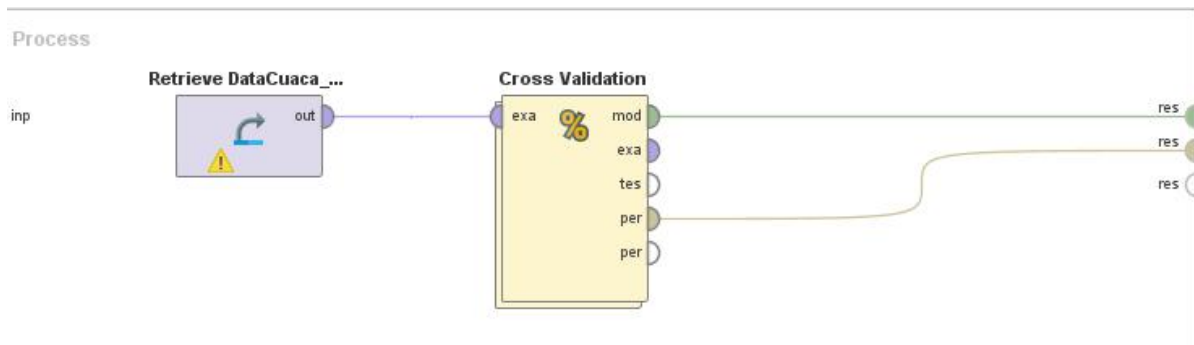 Process
Retrieve DataCuaca_...
Cross Validation
inp
out
exa
%
mod
res
exa
res
tes
res
per
per